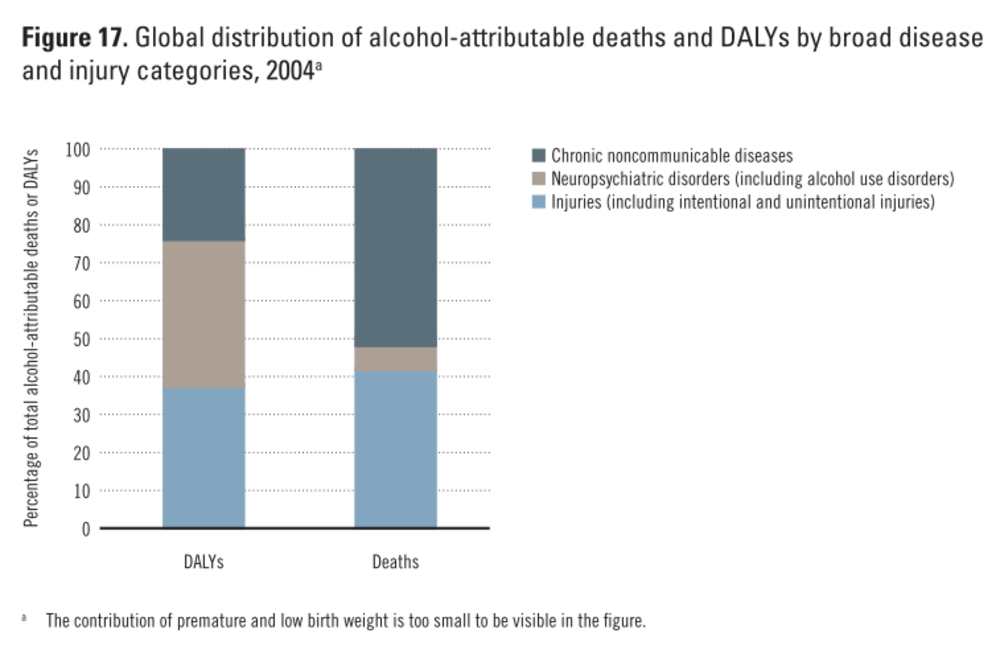 Figure 17. Global distribution of alcohol-attributable deaths and DALYs by broad disease
and injury categories, 2004ª
Percentage of total alcohol-attributable deaths or DALYs
100
90
80
70
60
50
40
30
20
10
0
DALYs
Deaths
Chronic noncommunicable diseases
Neuropsychiatric disorders (including alcohol use disorders)
Injuries (including intentional and unintentional injuries)
ª The contribution of premature and low birth weight is too small to be visible in the figure.